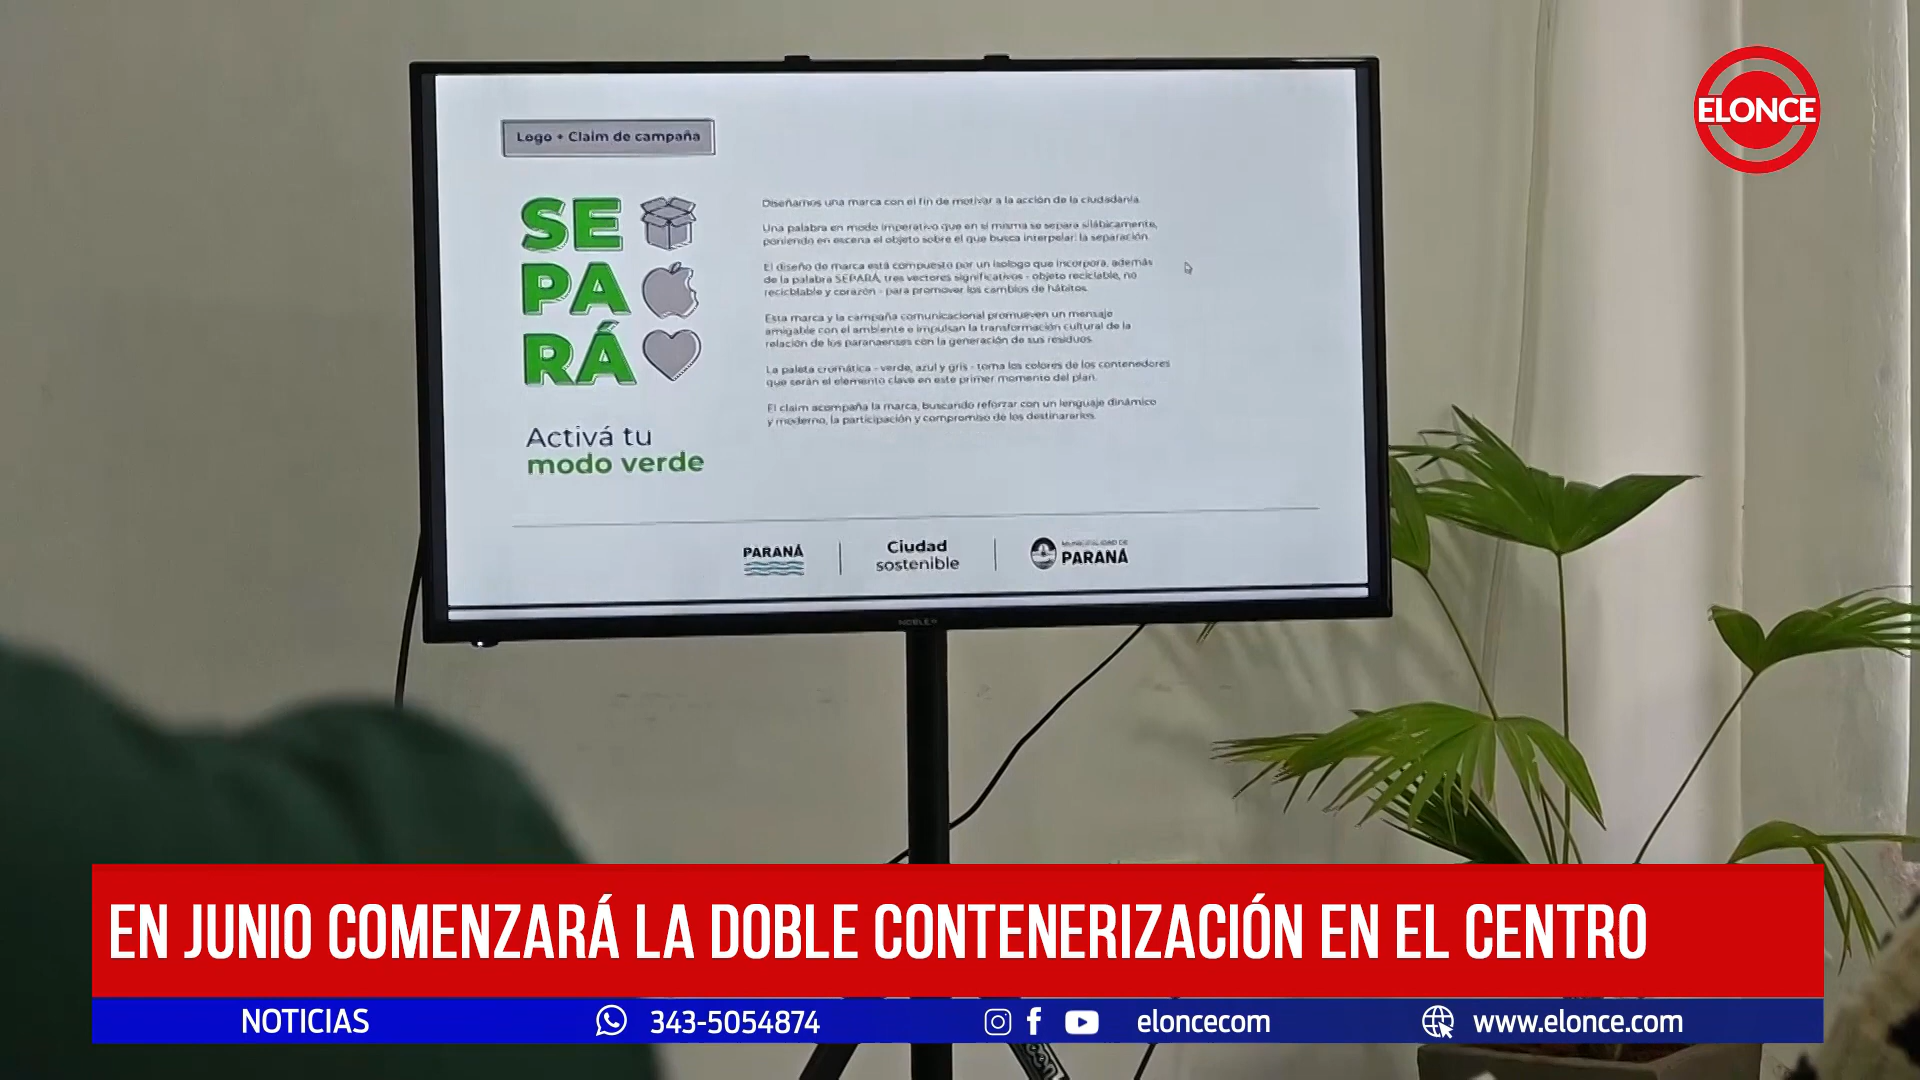 ELONCE
Logo + Claim de campaña
SE
PA
RÁ
Activá tu
modo verde
Diseñamos una marca con el fin de motivar a la acción de la ciudadanía.
Una palabra en modo imperativo que en sí misma se separa silábicamente,
poniendo en escena el objeto sobre el que busca interpelar: la separación.
El diseño de marca está compuesto por un isologo que incorpora, además
de la palabra SEPARÁ, tres vectores significativos - objeto reciclable, no
reciclable y corazón - para promover los cambios de hábitos.
Esta marca y la campaña comunicacional promueven un mensaje
amigable con el ambiente e impulsan la transformación cultural de la
relación de los paranaenses con la generación de sus residuos.
La paleta cromática - verde, azul y gris - toma los colores de los contenedores
que serán el elemento clave en este primer momento del plan.
El claim acompaña la marca, buscando reforzar con un lenguaje dinámico
y moderno, la participación y compromiso de los destinararios.
PARANÁ
Ciudad
sostenible
MUNICIPALIDAD DE
PARANÁ
NOBLEX
EN JUNIO COMENZARÁ LA DOBLE CONTENERIZACIÓN EN EL CENTRO
NOTICIAS
343-5054874
eloncecom
www.elonce.com